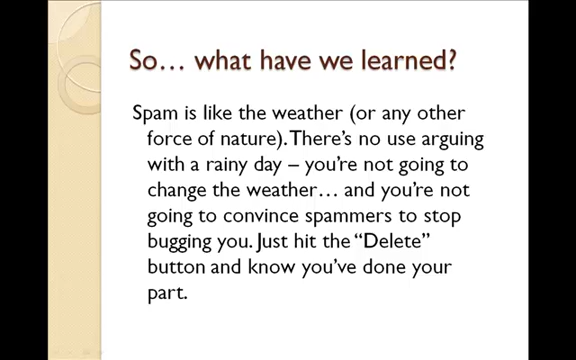 So… what have we learned?
Spam is like the weather (or any other
force of nature). There's no use arguing
with a rainy day – you're not going to
change the weather… and you're not
going to convince spammers to stop
bugging you. Just hit the “Delete”
button and know you've done your
part.